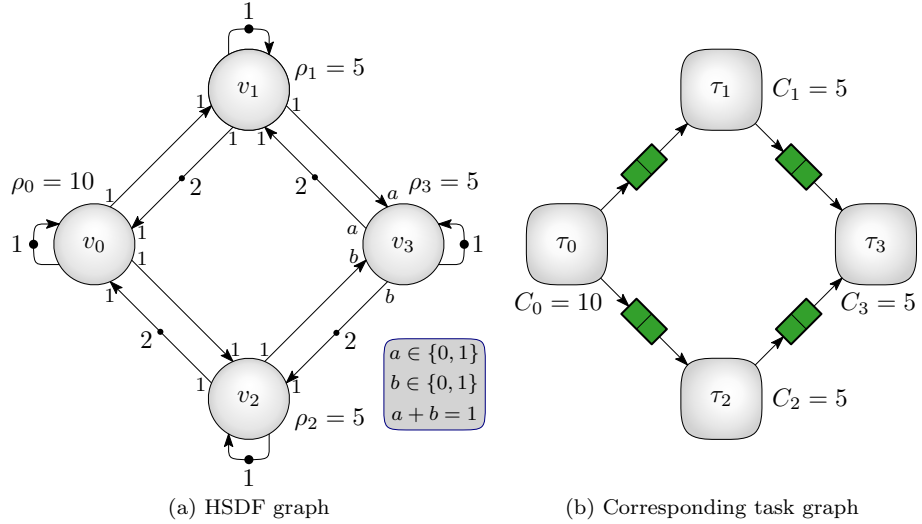 1
v₁
ρ₁ = 5
1
1
1
1
2
2
1
1
ρ₀ = 10
1
v₀
1
1
1
2
1
1
ρ₃ = 5
a
a
v₃
b
b
1
2
1
v₂
ρ₂ = 5
1
a ∈ {0, 1}
b ∈ {0, 1}
a + b = 1
(a) HSDF graph
τ₁
C₁ = 5
τ₀
C₀ = 10
τ₃
C₃ = 5
τ₂
C₂ = 5
(b) Corresponding task graph